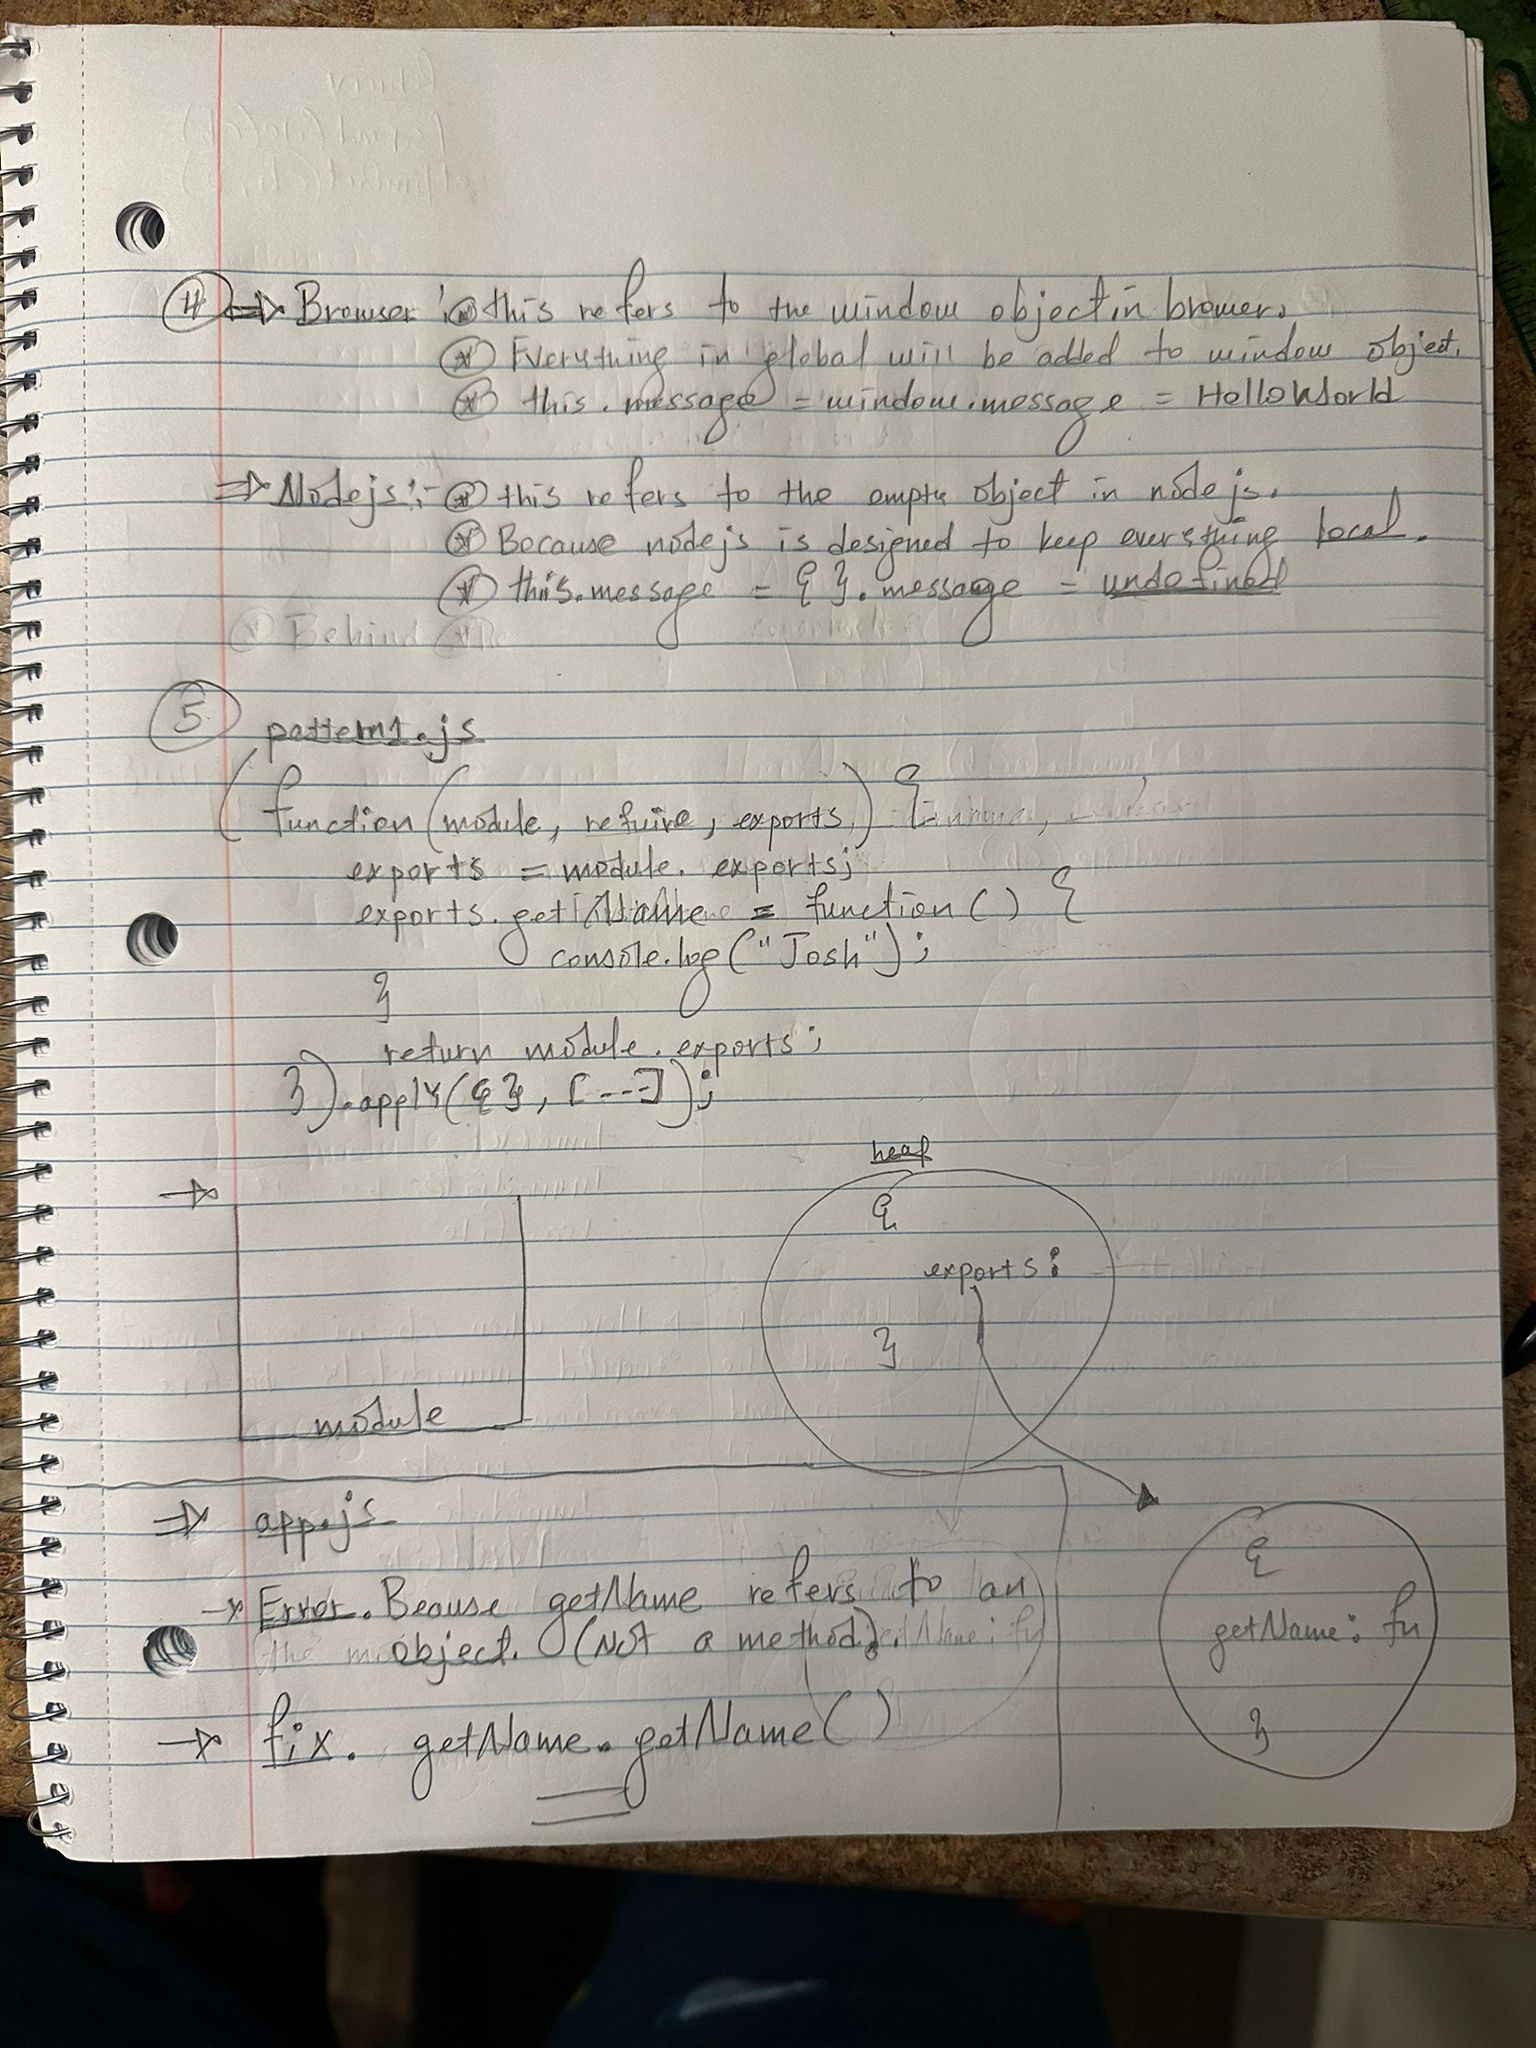 4 => Browser :⊛ this refers to the window object in browser.
⊛ Everything in global will be added to window object.
⊛ this.message = window.message = HelloWorld
=> Nodejs:- ⊛ this refers to the empty object in nodejs.
⊛ Because nodejs is designed to keep everything local.
⊛ this.message = { }.message = undefined
⊛ Behind the
5
pattern1.js
(function(module, require, exports) {
exports = module.exports;
exports.getName = function() {
console.log("Josh");
}
return module.exports;
}).apply({}, [---]);
heap
->
{
exports:
}
module
=> app.js
-> Error. Beause getName refers to an
object. (Not a method).
{
getName: fn
}
-> fix. getName.getName()